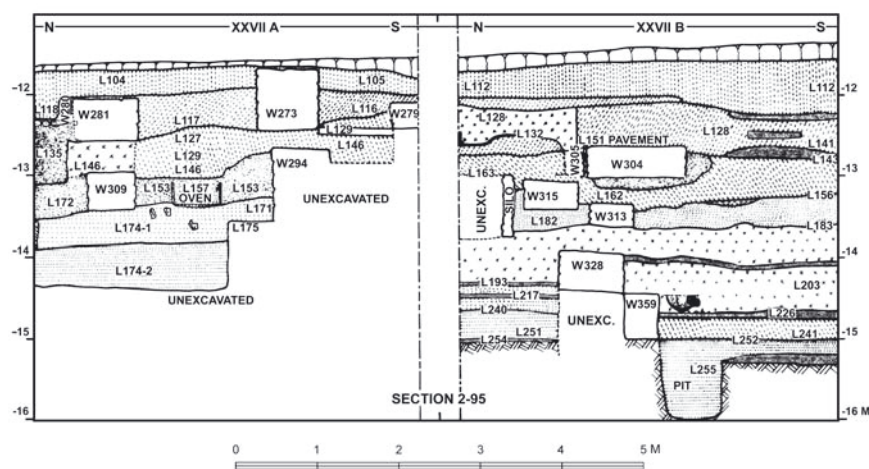 N XXVII A S N XXVII B S
L104 L105 L112 L112
-12 -12
L118 W280 W281 L117 W273 L116 W279 L128 L128
L127 L129 L132 W305 L151 PAVEMENT L141
L135 L129 L146 W304 L143
L146 L146 W294 L163
-13 -13
W309 L153 L157 L153 UNEXC. SILO W315 L162 L156
OVEN UNEXCAVATED
L172 L171 L182 W313 L183
L174-1 L175
-14 -14
L174-2 W328 L203
L193
UNEXCAVATED L217 W359
L240 UNEXC. L226
-15 L251 L241 -15
L254 L252
L255
PIT
SECTION 2-95
-16 -16 M
0 1 2 3 4 5 M